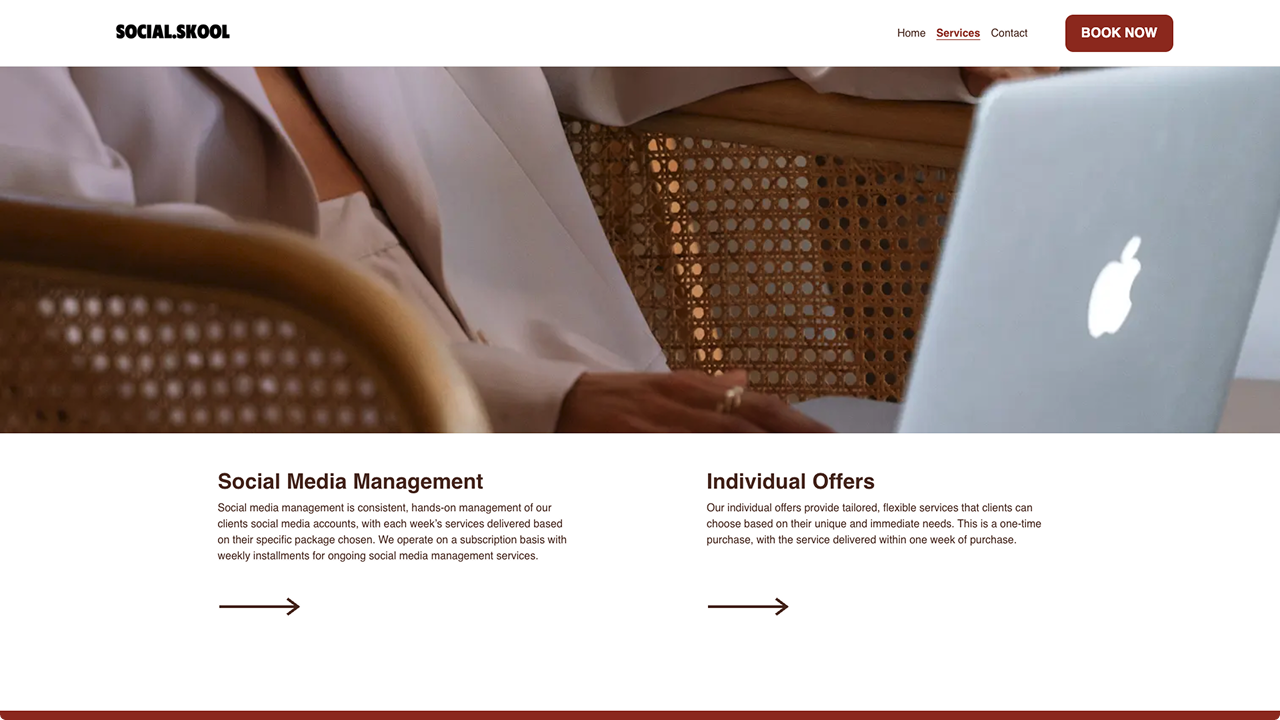 SOCIAL.SKOOL
Home Services Contact
BOOK NOW
Social Media Management
Social media management is consistent, hands-on management of our
clients social media accounts, with each week’s services delivered based
on their specific package chosen. We operate on a subscription basis with
weekly installments for ongoing social media management services.
Individual Offers
Our individual offers provide tailored, flexible services that clients can
choose based on their unique and immediate needs. This is a one-time
purchase, with the service delivered within one week of purchase.